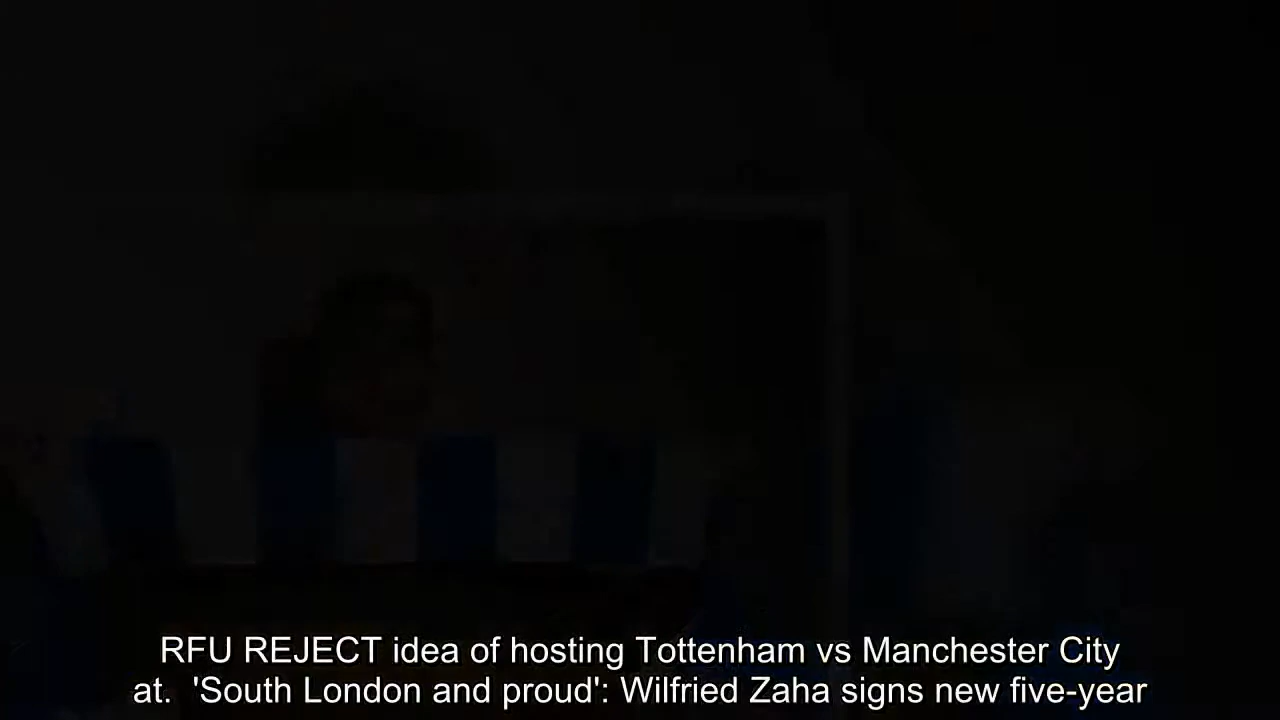 RFU REJECT idea of hosting Tottenham vs Manchester City
at.  'South London and proud': Wilfried Zaha signs new five-year